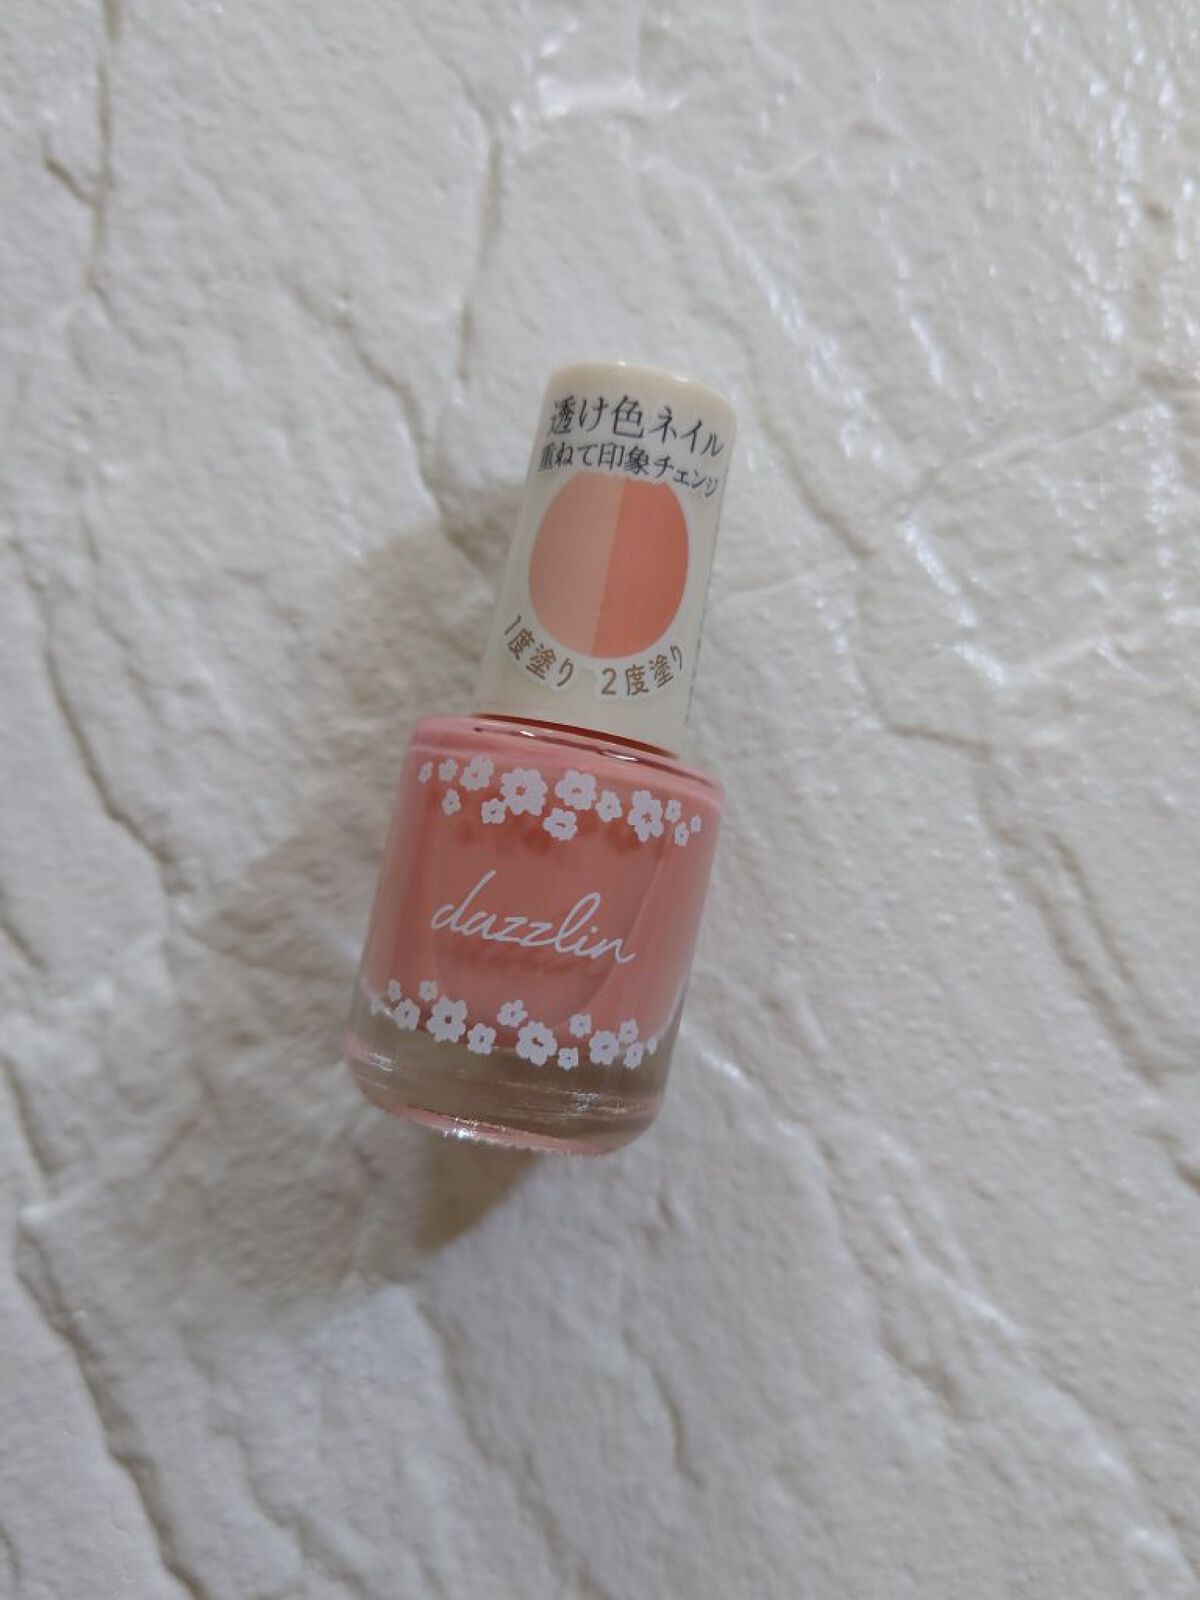 透け色ネイル
重ねて印象チェンジ
1度塗り 2度塗り
dazzlin